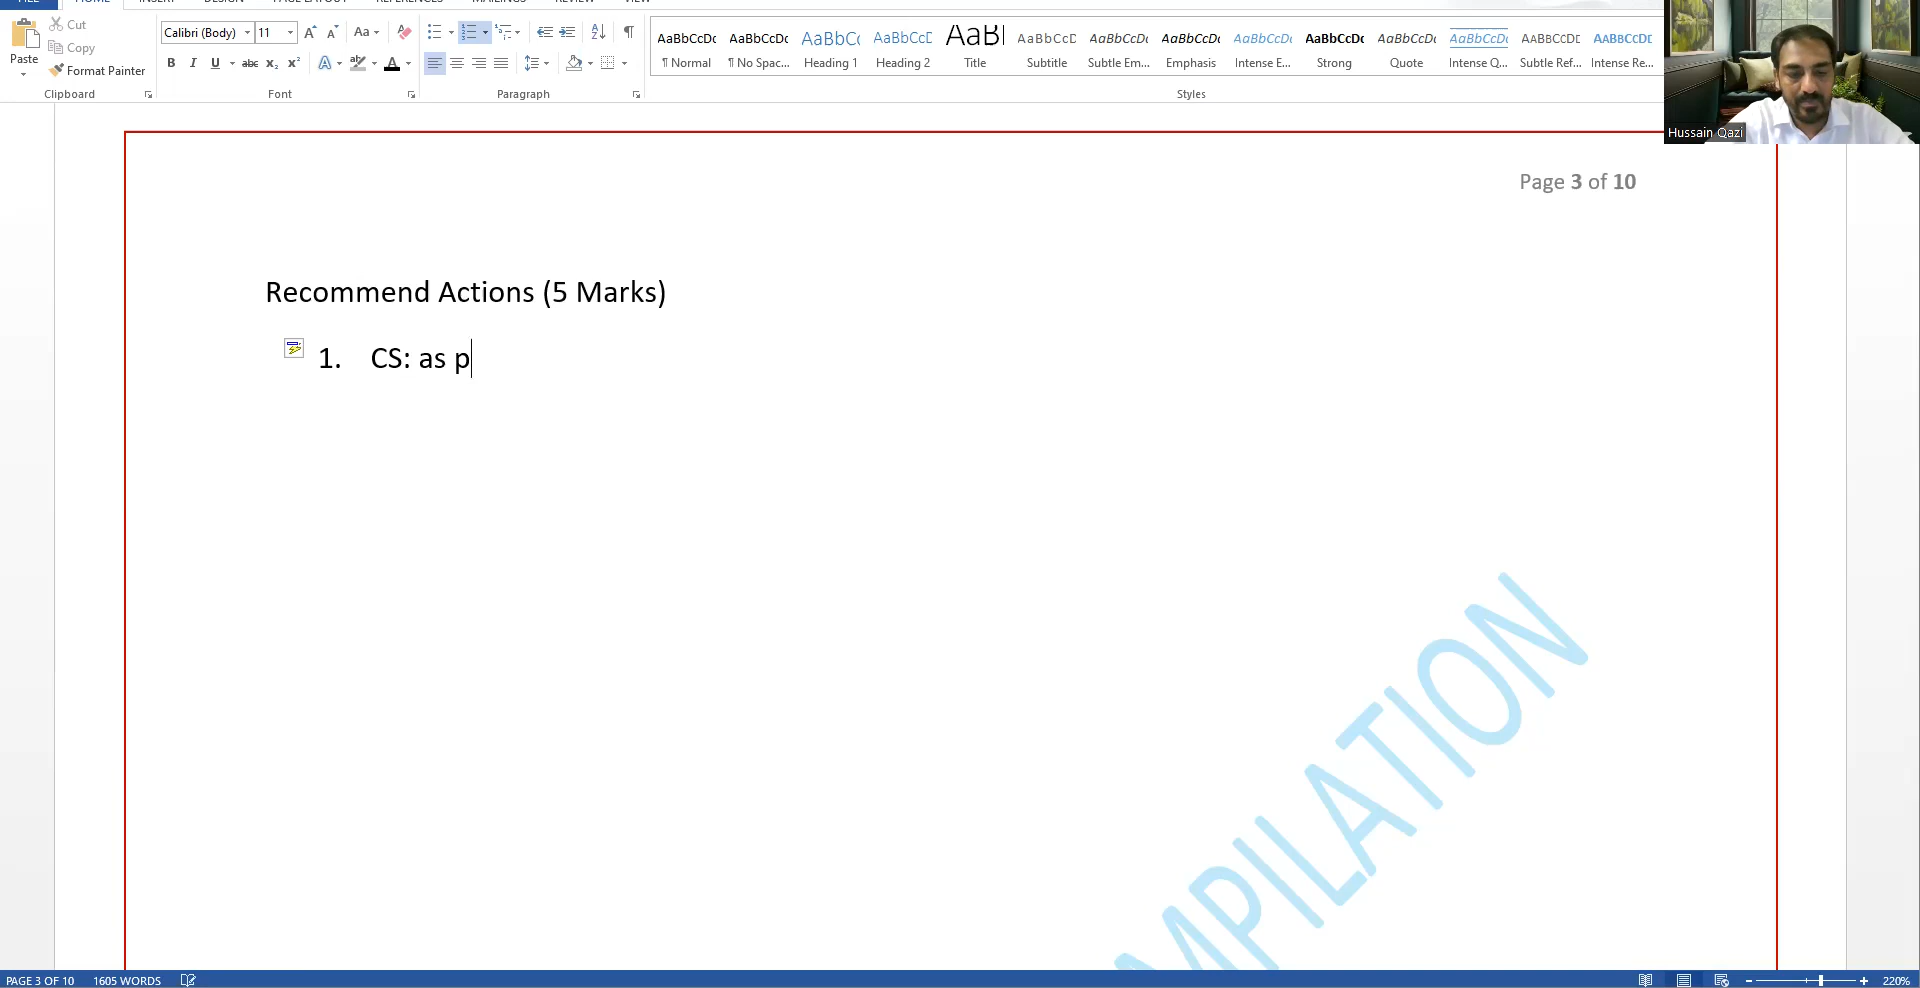 FILE HOME INSERT DESIGN PAGE LAYOUT REFERENCES MAILINGS REVIEW VIEW
Paste
Cut
Copy
Format Painter
Clipboard
Calibri (Body) 11
Font
Paragraph
AaBbCcDc AaBbCcDc AaBbC AaBbCcD AaB AaBbCcD AaBbCcDc AaBbCcDc AaBbCcDc AaBbCcDc AaBbCcDc AaBbCcDc AABBCCDD AABBCCDD
¶ Normal ¶ No Spac... Heading 1 Heading 2 Title Subtitle Subtle Em... Emphasis Intense E... Strong Quote Intense Q... Subtle Ref... Intense Re...
Styles
Hussain Qazi
Page 3 of 10
Recommend Actions (5 Marks)
1. CS: as p
MPILATION
PAGE 3 OF 10 1605 WORDS 220%